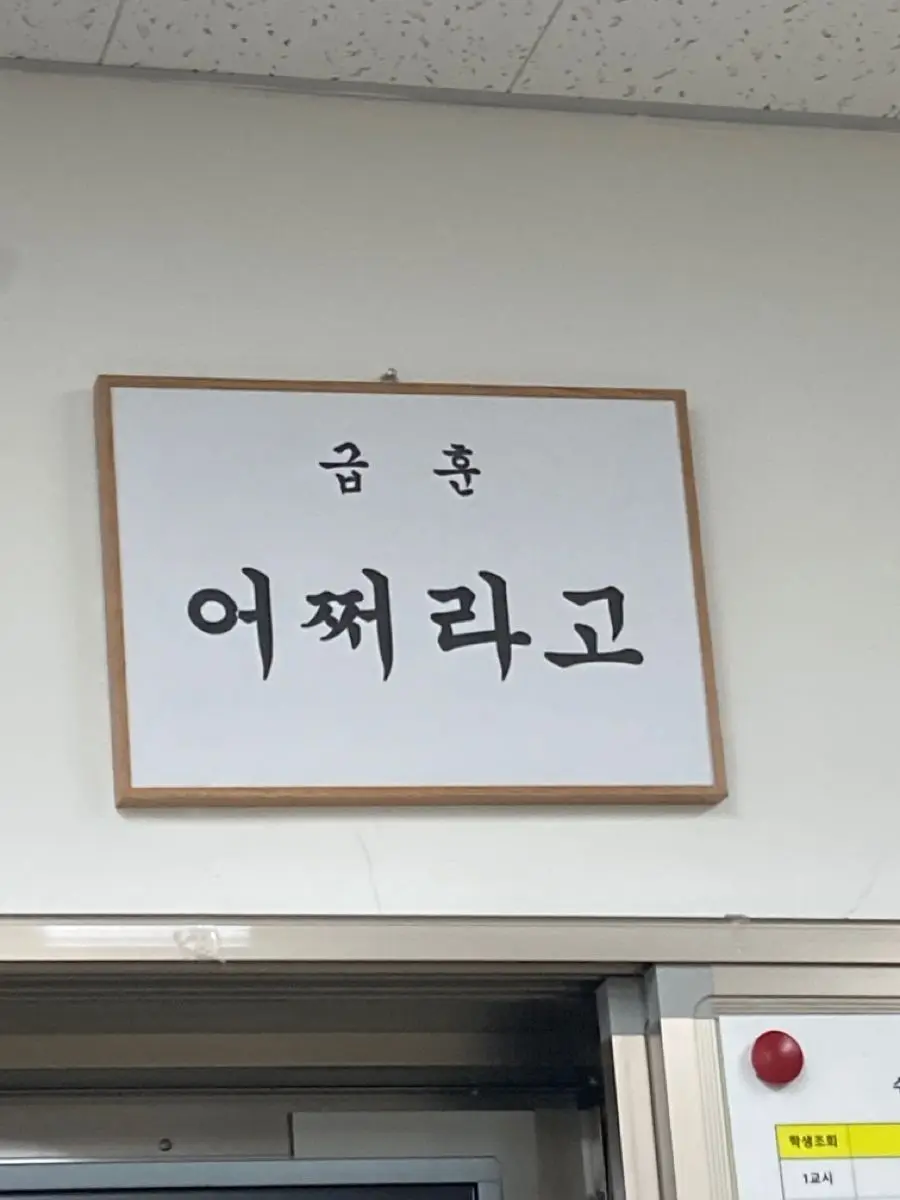 급 훈
어쩌라고
학생조회
1교시